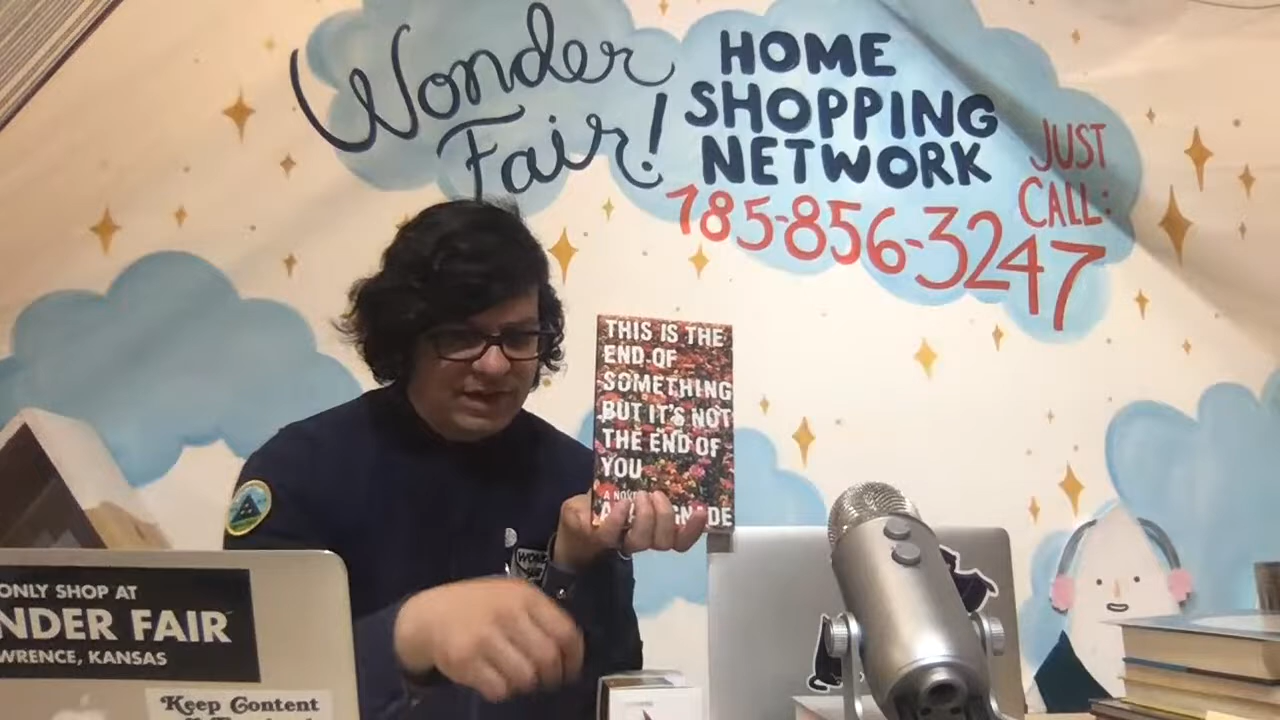 Wonder
Fair!
HOME
SHOPPING
NETWORK
JUST
CALL:
785-856-3247
THIS IS THE
END OF
SOMETHING
BUT IT'S NOT
THE END OF
YOU
ONLY SHOP AT
NDER FAIR
WRENCE, KANSAS
Keep Content